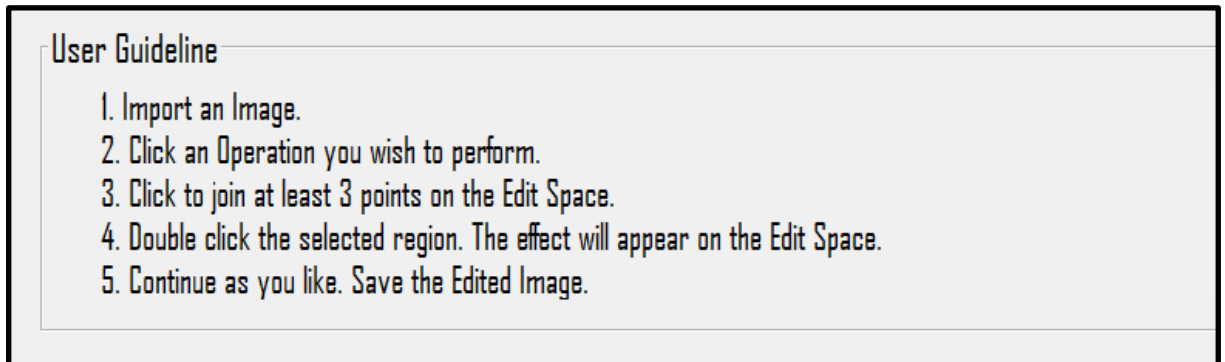 User Guideline
1. Import an Image.
2. Click an Operation you wish to perform.
3. Click to join at least 3 points on the Edit Space.
4. Double click the selected region. The effect will appear on the Edit Space.
5. Continue as you like. Save the Edited Image.